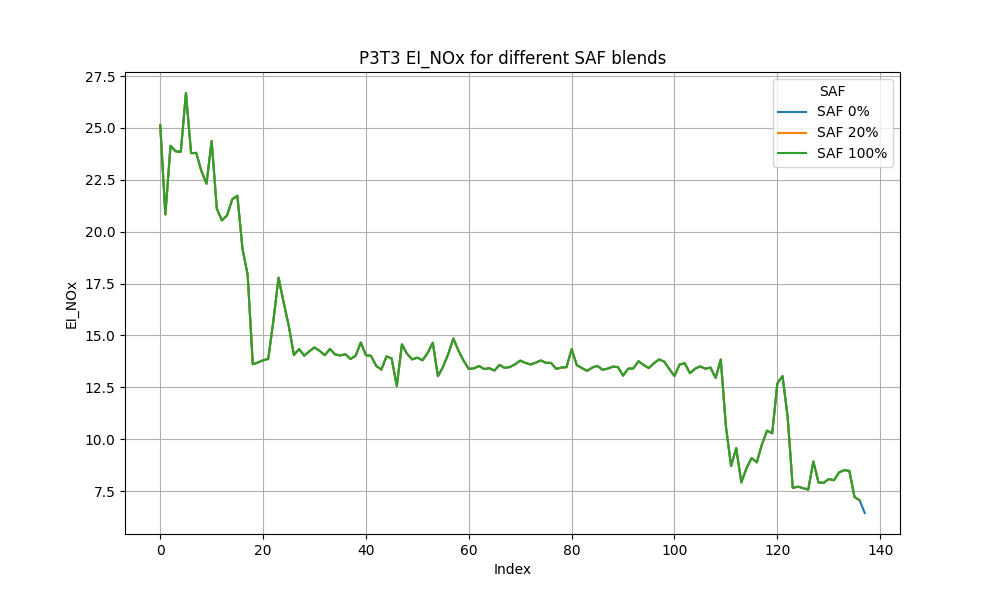 P3T3 EI_NOx for different SAF blends
SAF
SAF 0%
SAF 20%
SAF 100%
27.5
25.0
22.5
20.0
17.5
15.0
12.5
10.0
7.5
EI_NOx
0 20 40 60 80 100 120 140
Index